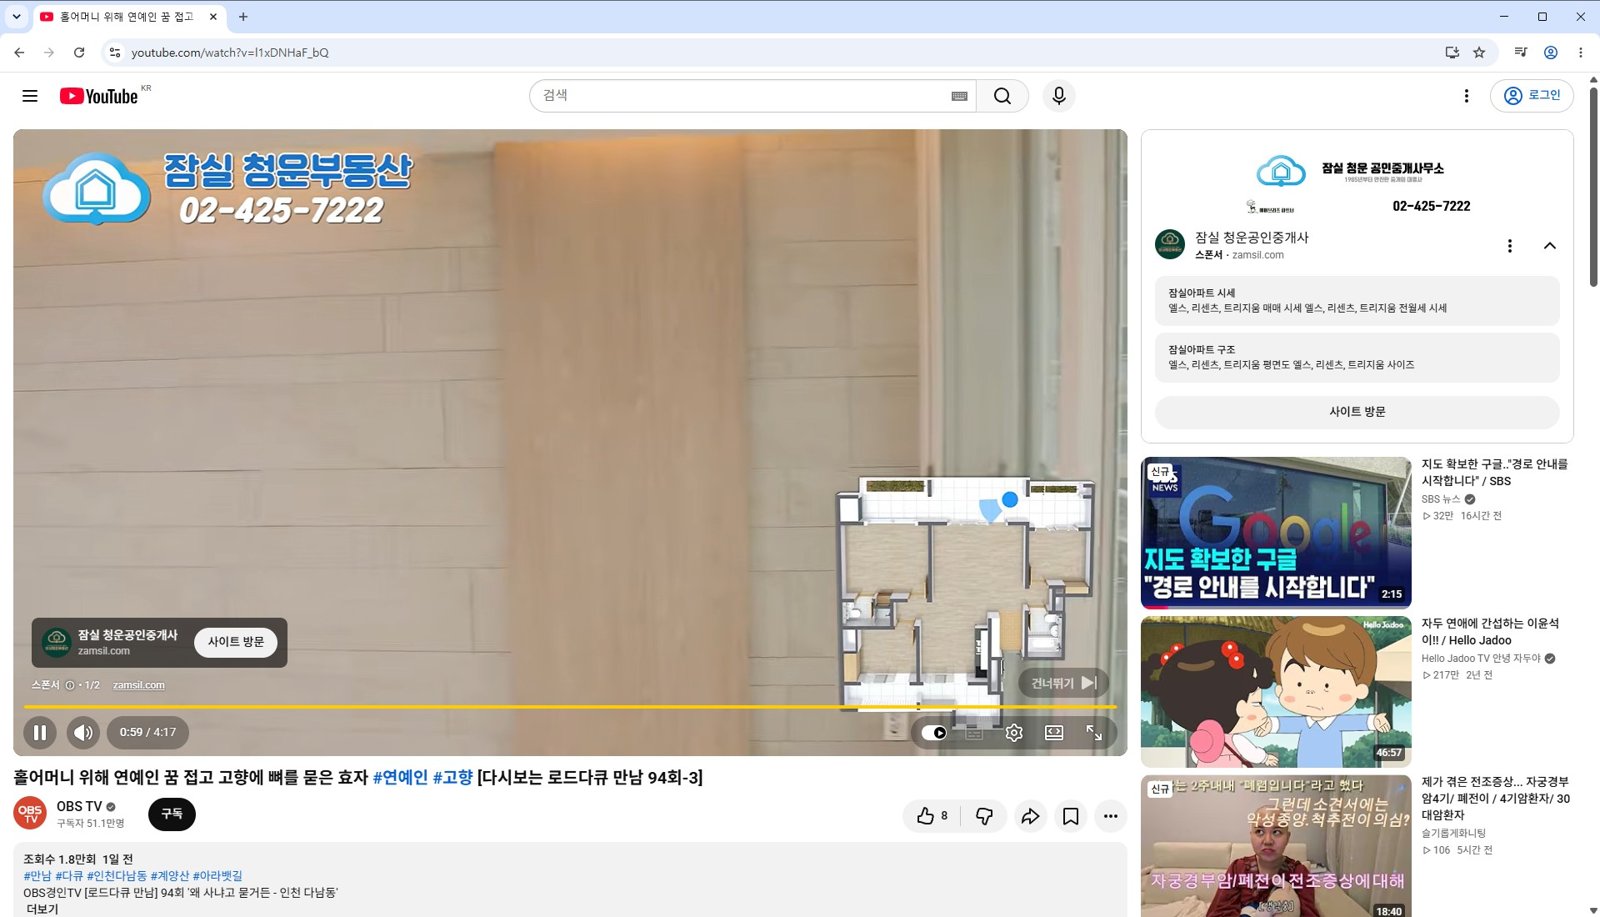 홀어머니 위해 연예인 꿈 접고
youtube.com/watch?v=l1xDNHaF_bQ
YouTube KR
검색
로그인
잠실 청운부동산
02-425-7222
잠실 청운공인중개사
zamsil.com
사이트 방문
스폰서 · 1/2 zamsil.com
건너뛰기
0:59 / 4:17
홀어머니 위해 연예인 꿈 접고 고향에 뼈를 묻은 효자 #연예인 #고향 [다시보는 로드다큐 만남 94회-3]
OBS TV
OBS TV
구독자 51.1만명
구독
8
조회수 1.8만회 1일 전
#만남 #다큐 #인천다남동 #계양산 #아라뱃길
OBS경인TV [로드다큐 만남] 94회 '왜 사냐고 묻거든 - 인천 다남동'
더보기
잠실 청운 공인중개사무소
02-425-7222
잠실 청운공인중개사
스폰서 · zamsil.com
잠실아파트 시세
엘스, 리센츠, 트리지움 매매 시세 엘스, 리센츠, 트리지움 전월세 시세
잠실아파트 구조
엘스, 리센츠, 트리지움 평면도 엘스, 리센츠, 트리지움 사이즈
사이트 방문
신규
SBS NEWS
Google
지도 확보한 구글
"경로 안내를 시작합니다"
2:15
지도 확보한 구글.."경로 안내를
시작합니다" / SBS
SBS 뉴스
32만 16시간 전
Hello Jadoo
46:57
자두 연애에 간섭하는 이윤석
이!! / Hello Jadoo
Hello Jadoo TV 안녕 자두야
217만 2년 전
신규
는 2주내내 "폐렴입니다"라고 했다
그런데 소견서에는
악성종양.척추전이 의심?
자궁경부암/폐전이 전조증상에 대해
18:40
제가 겪은 전조증상... 자궁경부
암4기/ 폐전이 / 4기암환자/ 30
대암환자
슬기롭게화니팅
106 5시간 전